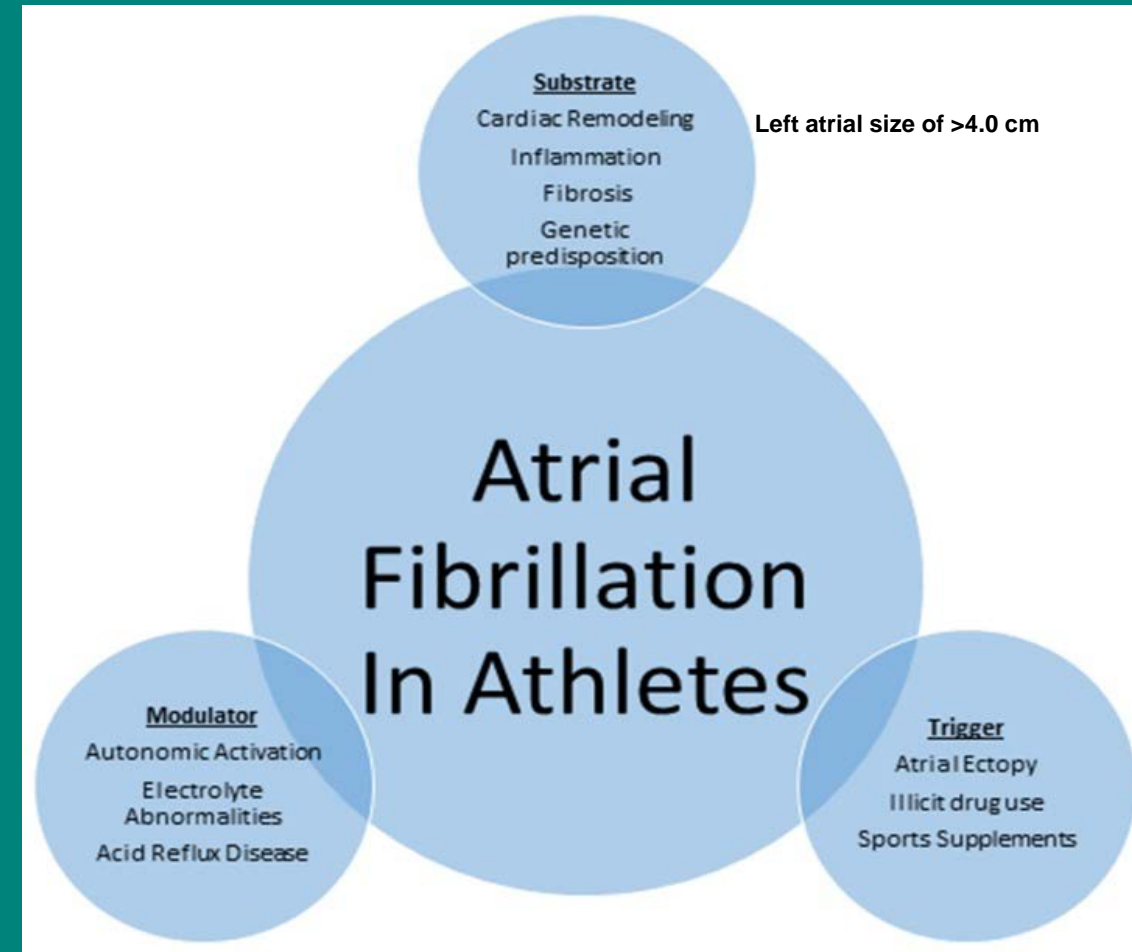 Substrate
Cardiac Remodeling
Inflammation
Fibrosis
Genetic
predisposition
Left atrial size of >4.0 cm
Atrial
Fibrillation
In Athletes
Modulator
Autonomic Activation
Electrolyte
Abnormalities
Acid Reflux Disease
Trigger
Atrial Ectopy
Illicit drug use
Sports Supplements